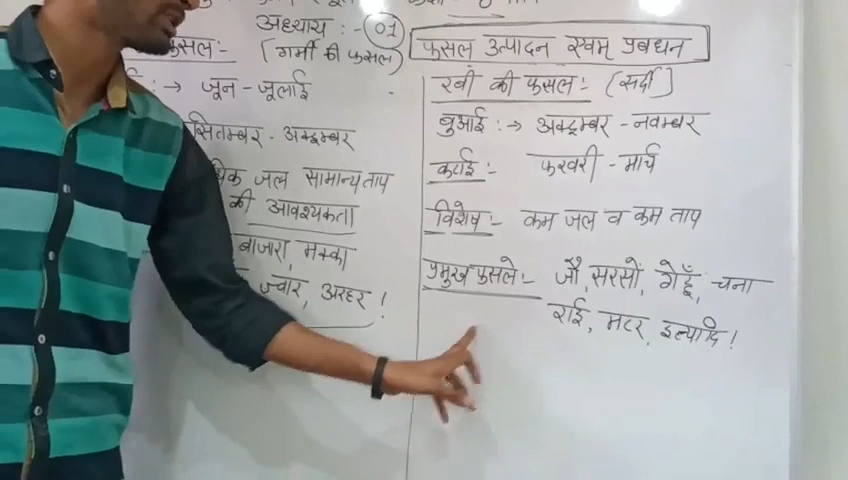 अध्याय :- 01
फसल उत्पादन एवम् प्रबंधन
फसल:-
(गर्मी की फसल)
:→ जून - जूलाई
सितम्बर - अक्टूम्बर
जल सामान्य ताप
की आवश्यकता
बाजारा, मक्का
ज्वार, अरहर !
रबी की फसल:- (सर्दी)
बुआई :→ अक्टूम्बर - नवम्बर
कटाई:- फरवरी - मार्च
विशेष:- कम जल व कम ताप
प्रमुख फसले:- जौ, सरसों, गेहूँ, चना
राई, मटर, इत्यादि !